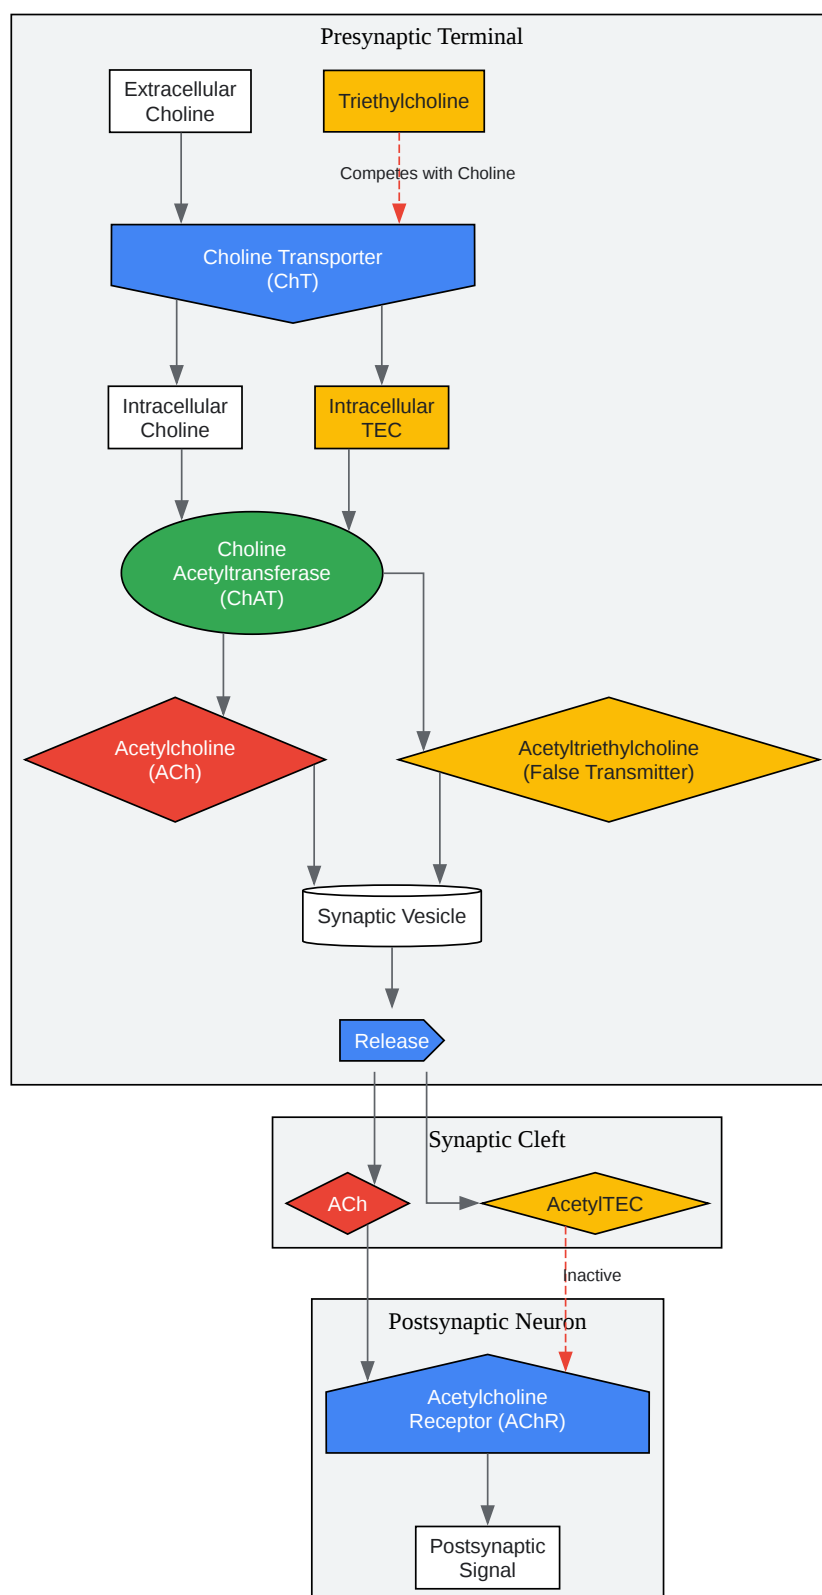 Presynaptic Terminal
Extracellular
Choline
Triethylcholine
Competes with Choline
Choline Transporter
(ChT)
Intracellular
Choline
Intracellular
TEC
Choline
Acetyltransferase
(ChAT)
Acetylcholine
(ACh)
Acetyltriethylcholine
(False Transmitter)
Synaptic Vesicle
Release
Synaptic Cleft
ACh
AcetylTEC
Inactive
Postsynaptic Neuron
Acetylcholine
Receptor (AChR)
Postsynaptic
Signal